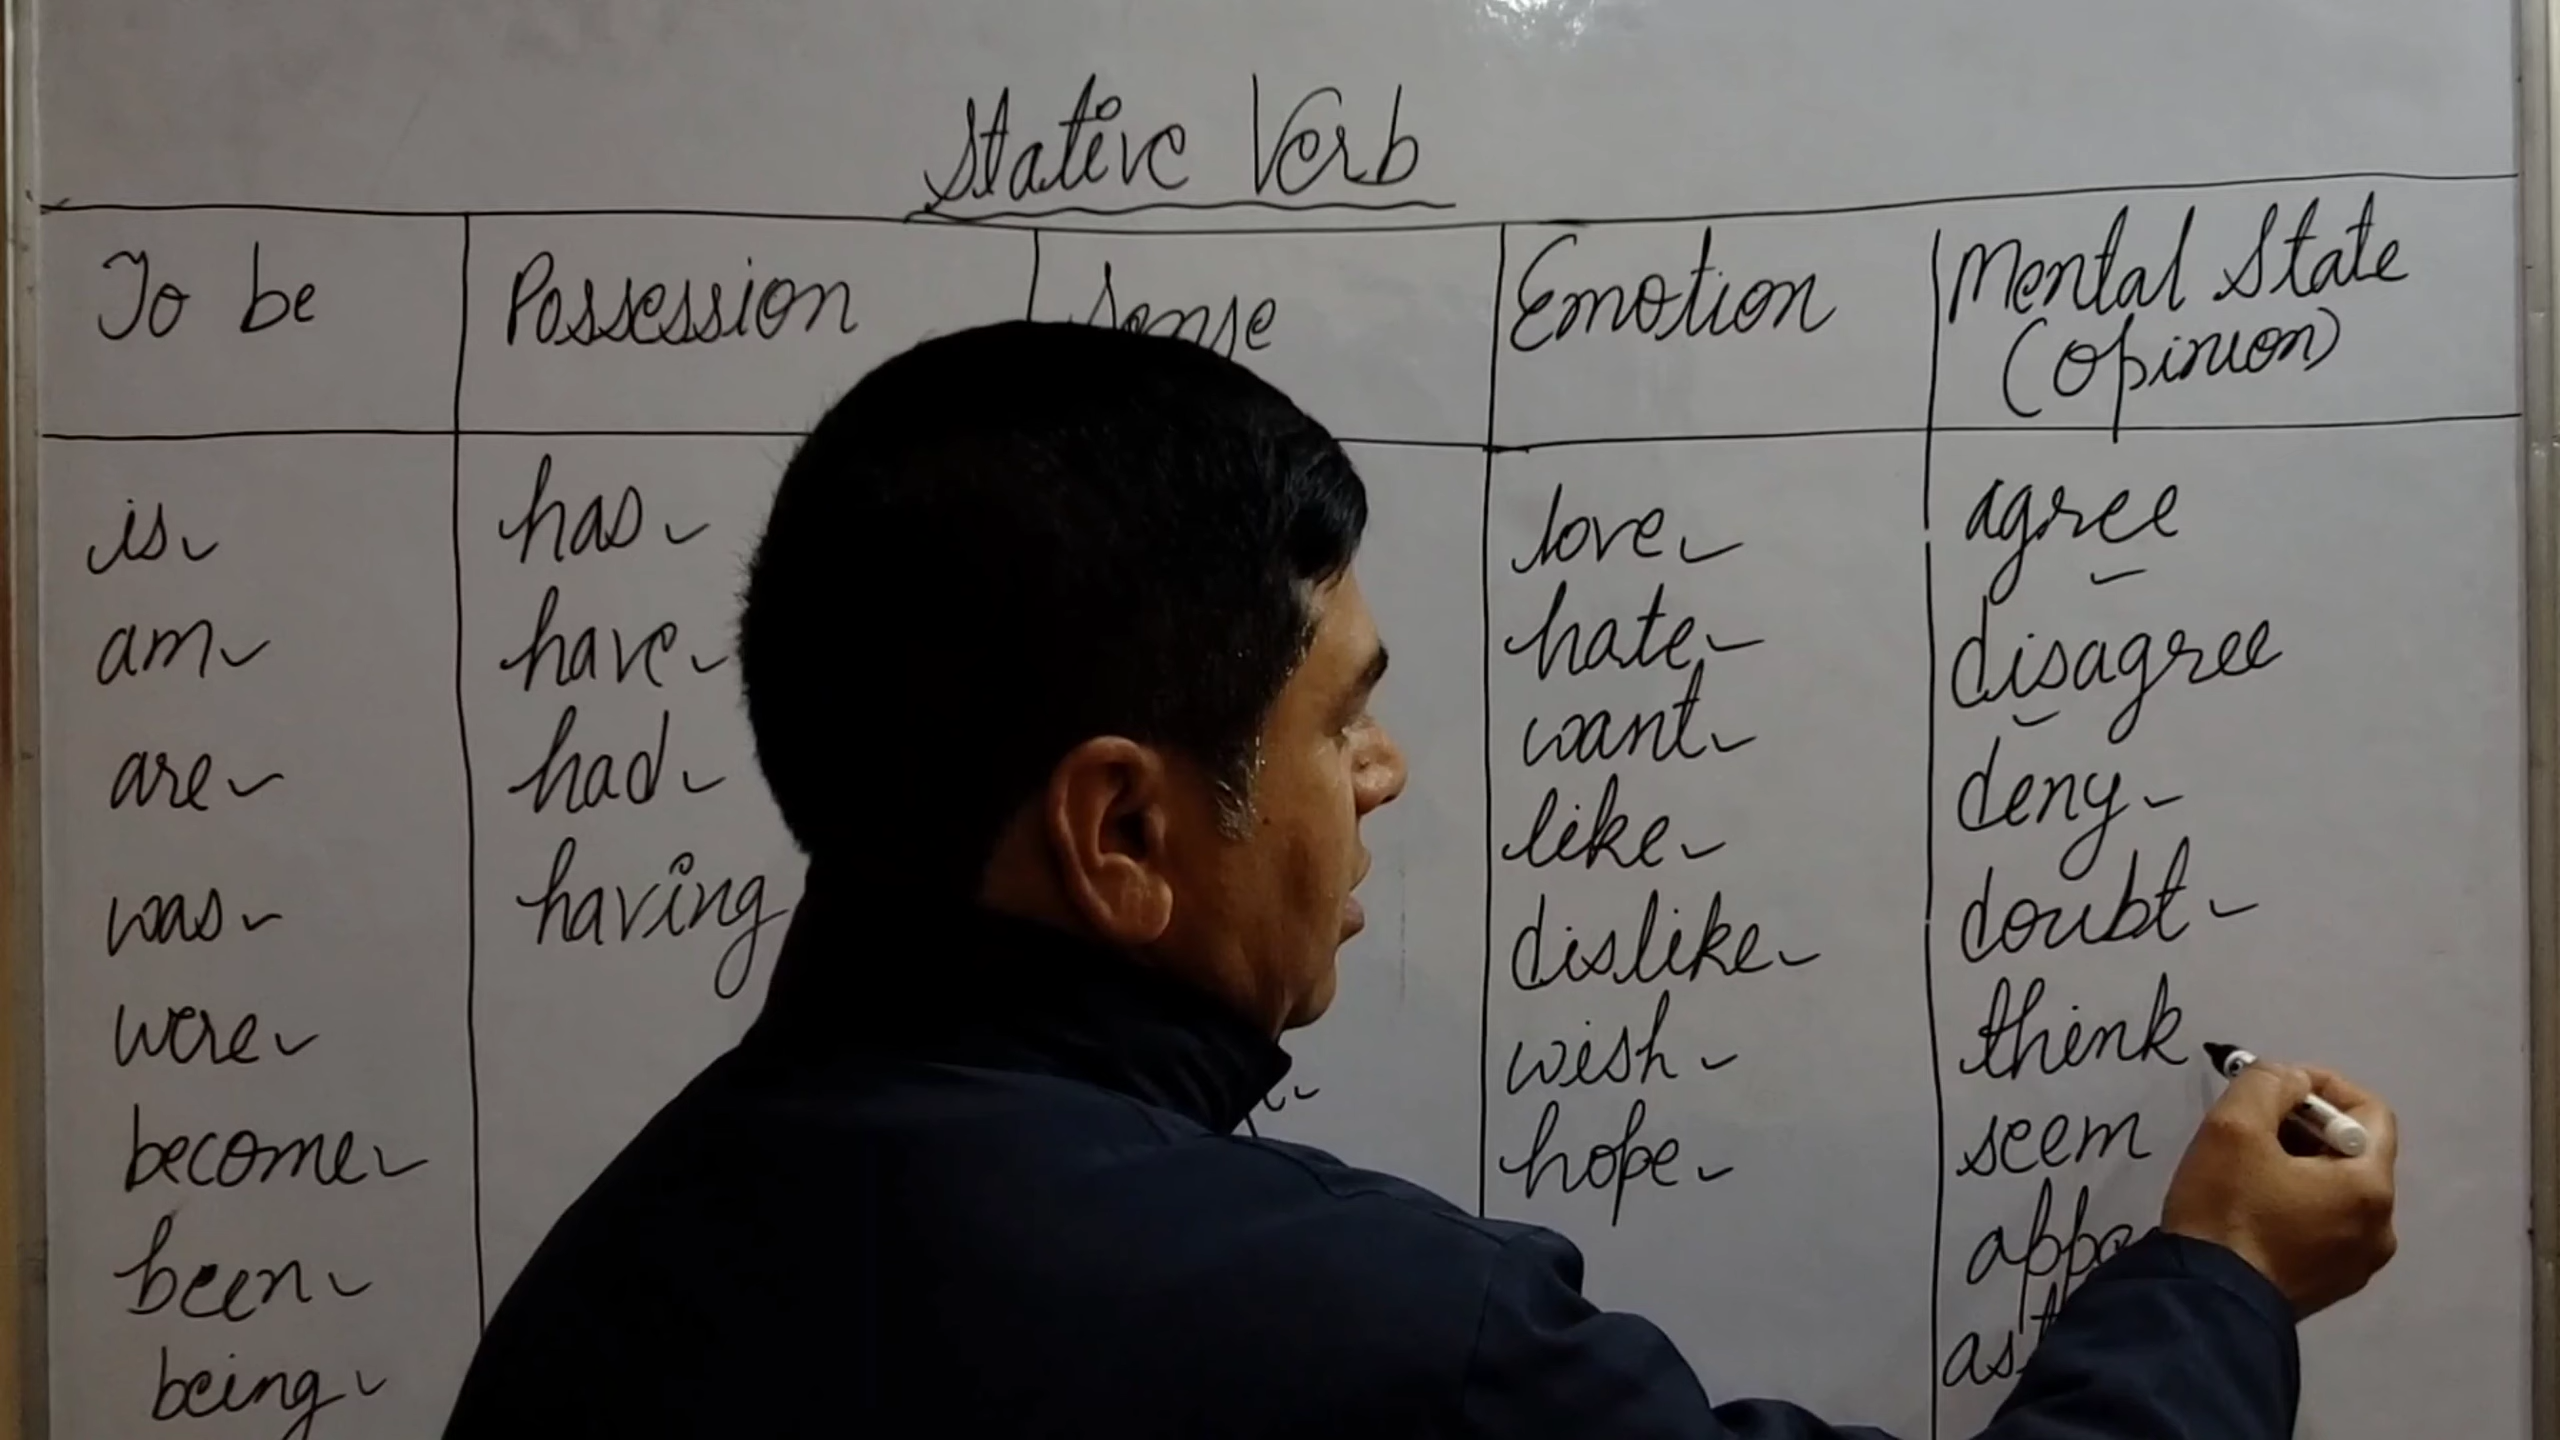 Stative Verb
To be
Possession
Sense
Emotion
Mental State
(Opinion)
is
am
are
was
were
become
been
being
has
have
had
having
love
hate
want
like
dislike
wish
hope
agree
disagree
deny
doubt
think
seem